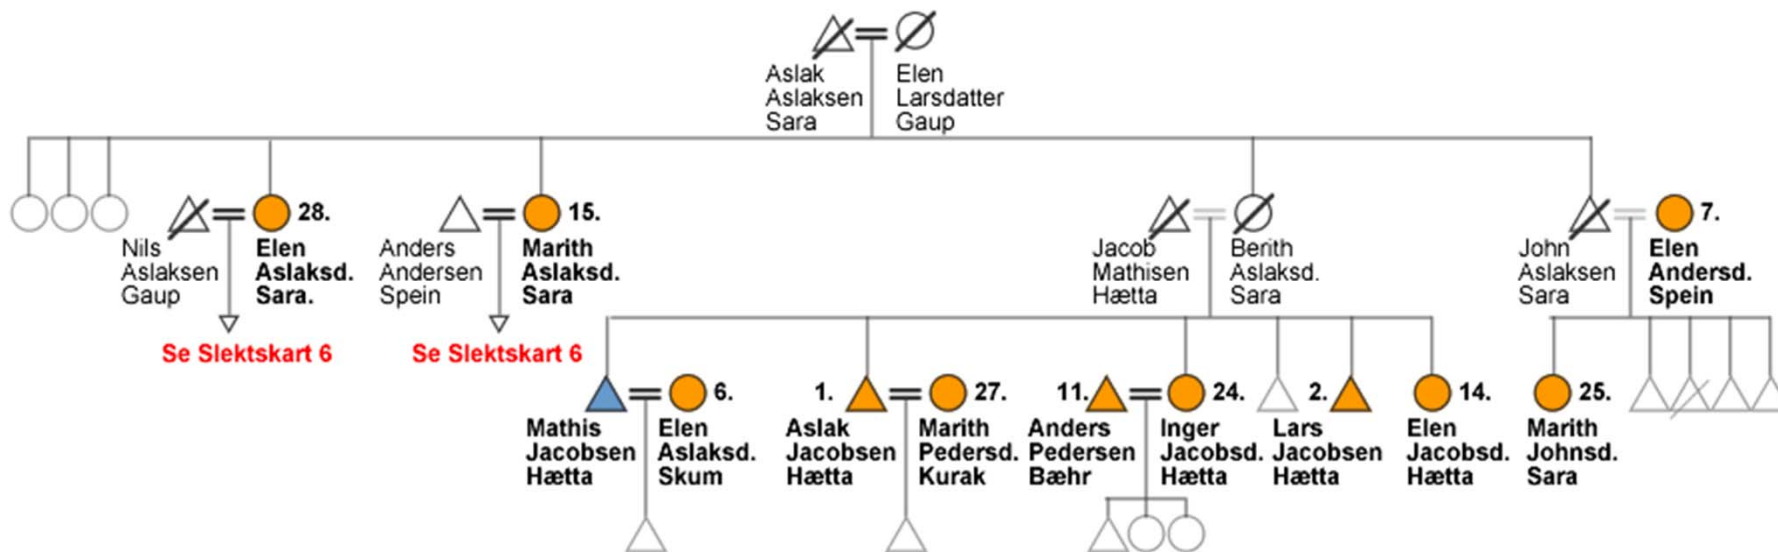 Aslak
Aslaksen
Sara
Elen
Larsdatter
Gaup
28.
15.
7.
Nils
Aslaksen
Gaup
Elen
Aslaksd.
Sara.
Anders
Andersen
Spein
Marith
Aslaksd.
Sara
Jacob
Mathisen
Hætta
Berith
Aslaksd.
Sara
John
Aslaksen
Sara
Elen
Andersd.
Spein
Se Slektskart 6
Se Slektskart 6
6.
1.
27.
11.
24.
2.
14.
25.
Mathis
Jacobsen
Hætta
Elen
Aslaksd.
Skum
Aslak
Jacobsen
Hætta
Marith
Pedersd.
Kurak
Anders
Pedersen
Bæhr
Inger
Jacobsd.
Hætta
Lars
Jacobsen
Hætta
Elen
Jacobsd.
Hætta
Marith
Johnsd.
Sara